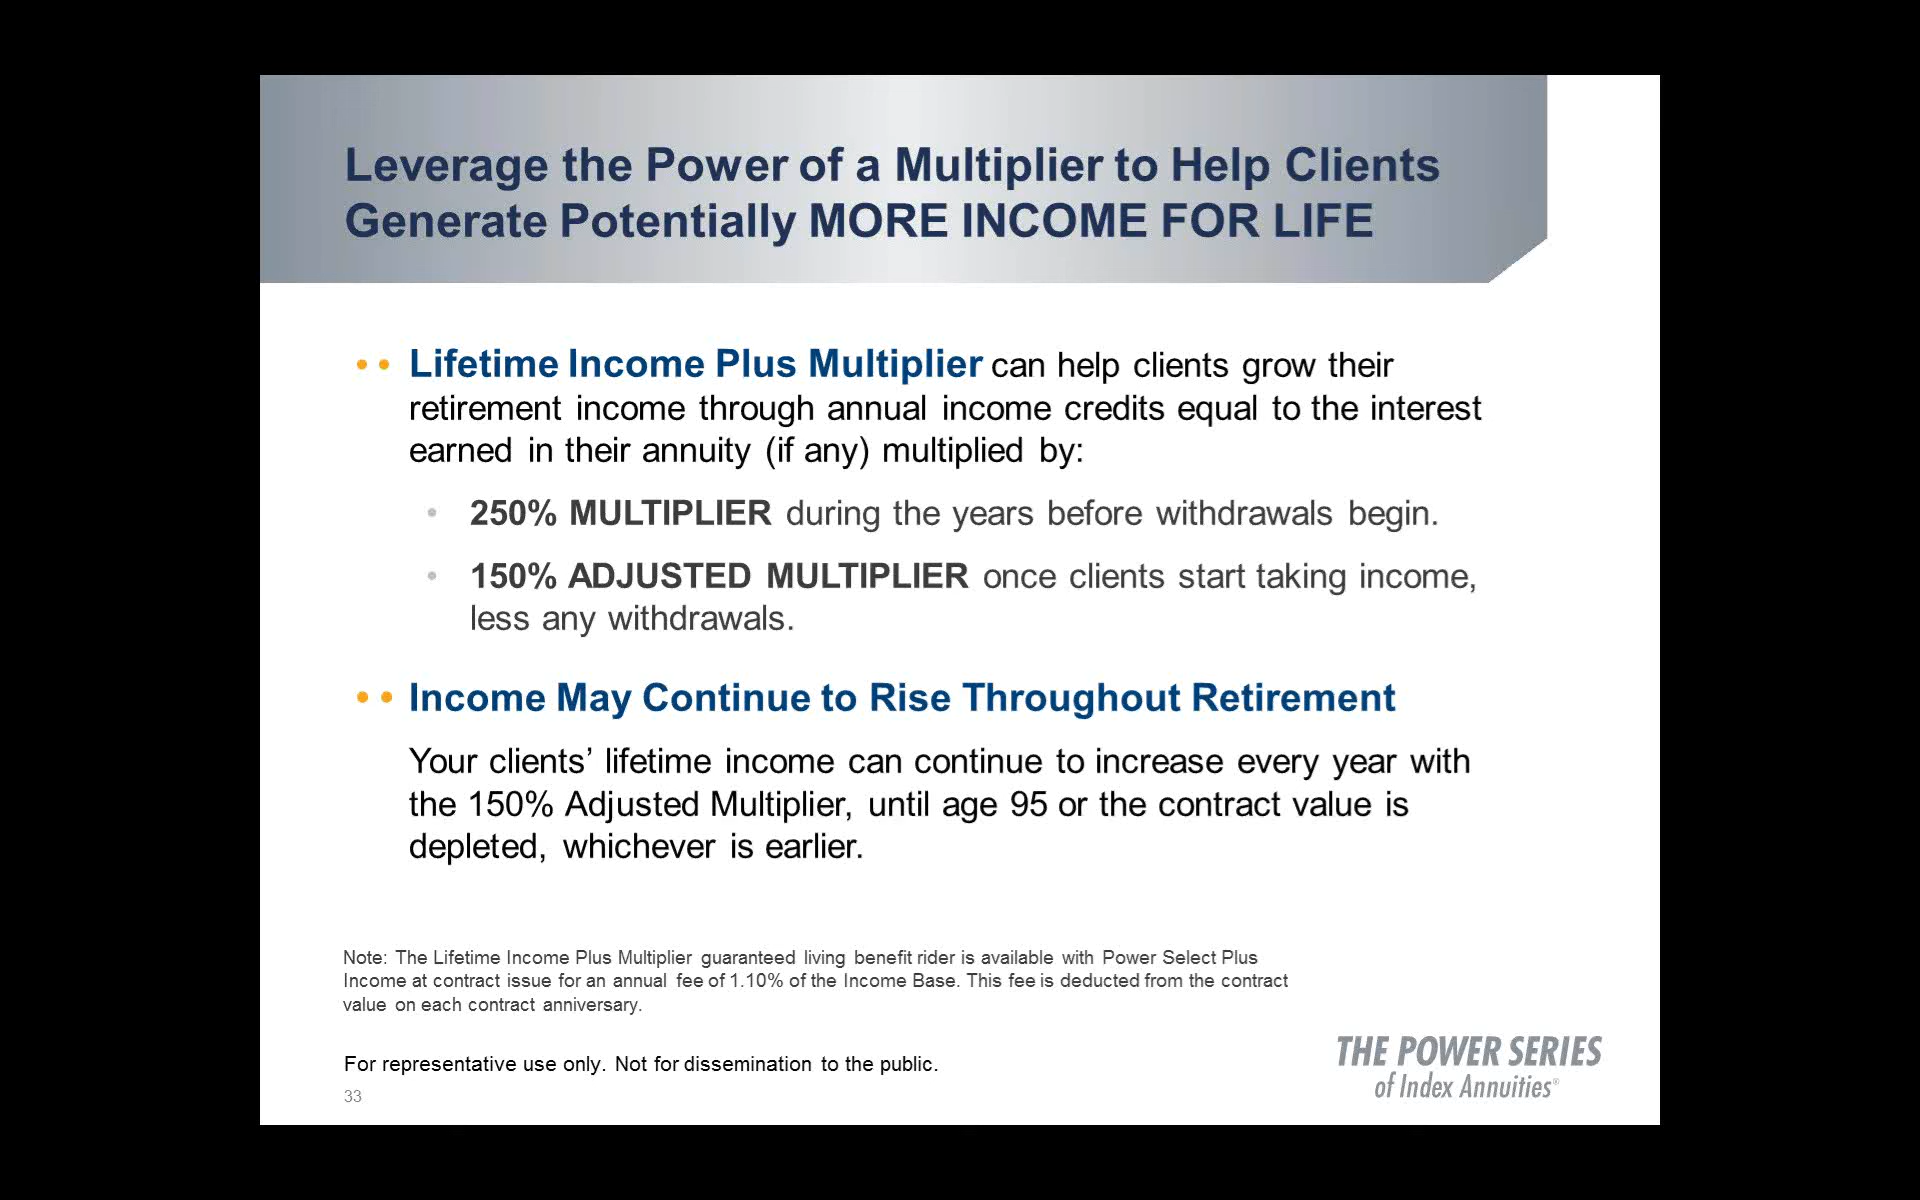 Leverage the Power of a Multiplier to Help Clients
Generate Potentially MORE INCOME FOR LIFE
•• Lifetime Income Plus Multiplier can help clients grow their
retirement income through annual income credits equal to the interest
earned in their annuity (if any) multiplied by:
• 250% MULTIPLIER during the years before withdrawals begin.
• 150% ADJUSTED MULTIPLIER once clients start taking income,
less any withdrawals.
•• Income May Continue to Rise Throughout Retirement
Your clients’ lifetime income can continue to increase every year with
the 150% Adjusted Multiplier, until age 95 or the contract value is
depleted, whichever is earlier.
Note: The Lifetime Income Plus Multiplier guaranteed living benefit rider is available with Power Select Plus
Income at contract issue for an annual fee of 1.10% of the Income Base. This fee is deducted from the contract
value on each contract anniversary.
For representative use only. Not for dissemination to the public.
33
THE POWER SERIES
of Index Annuities®